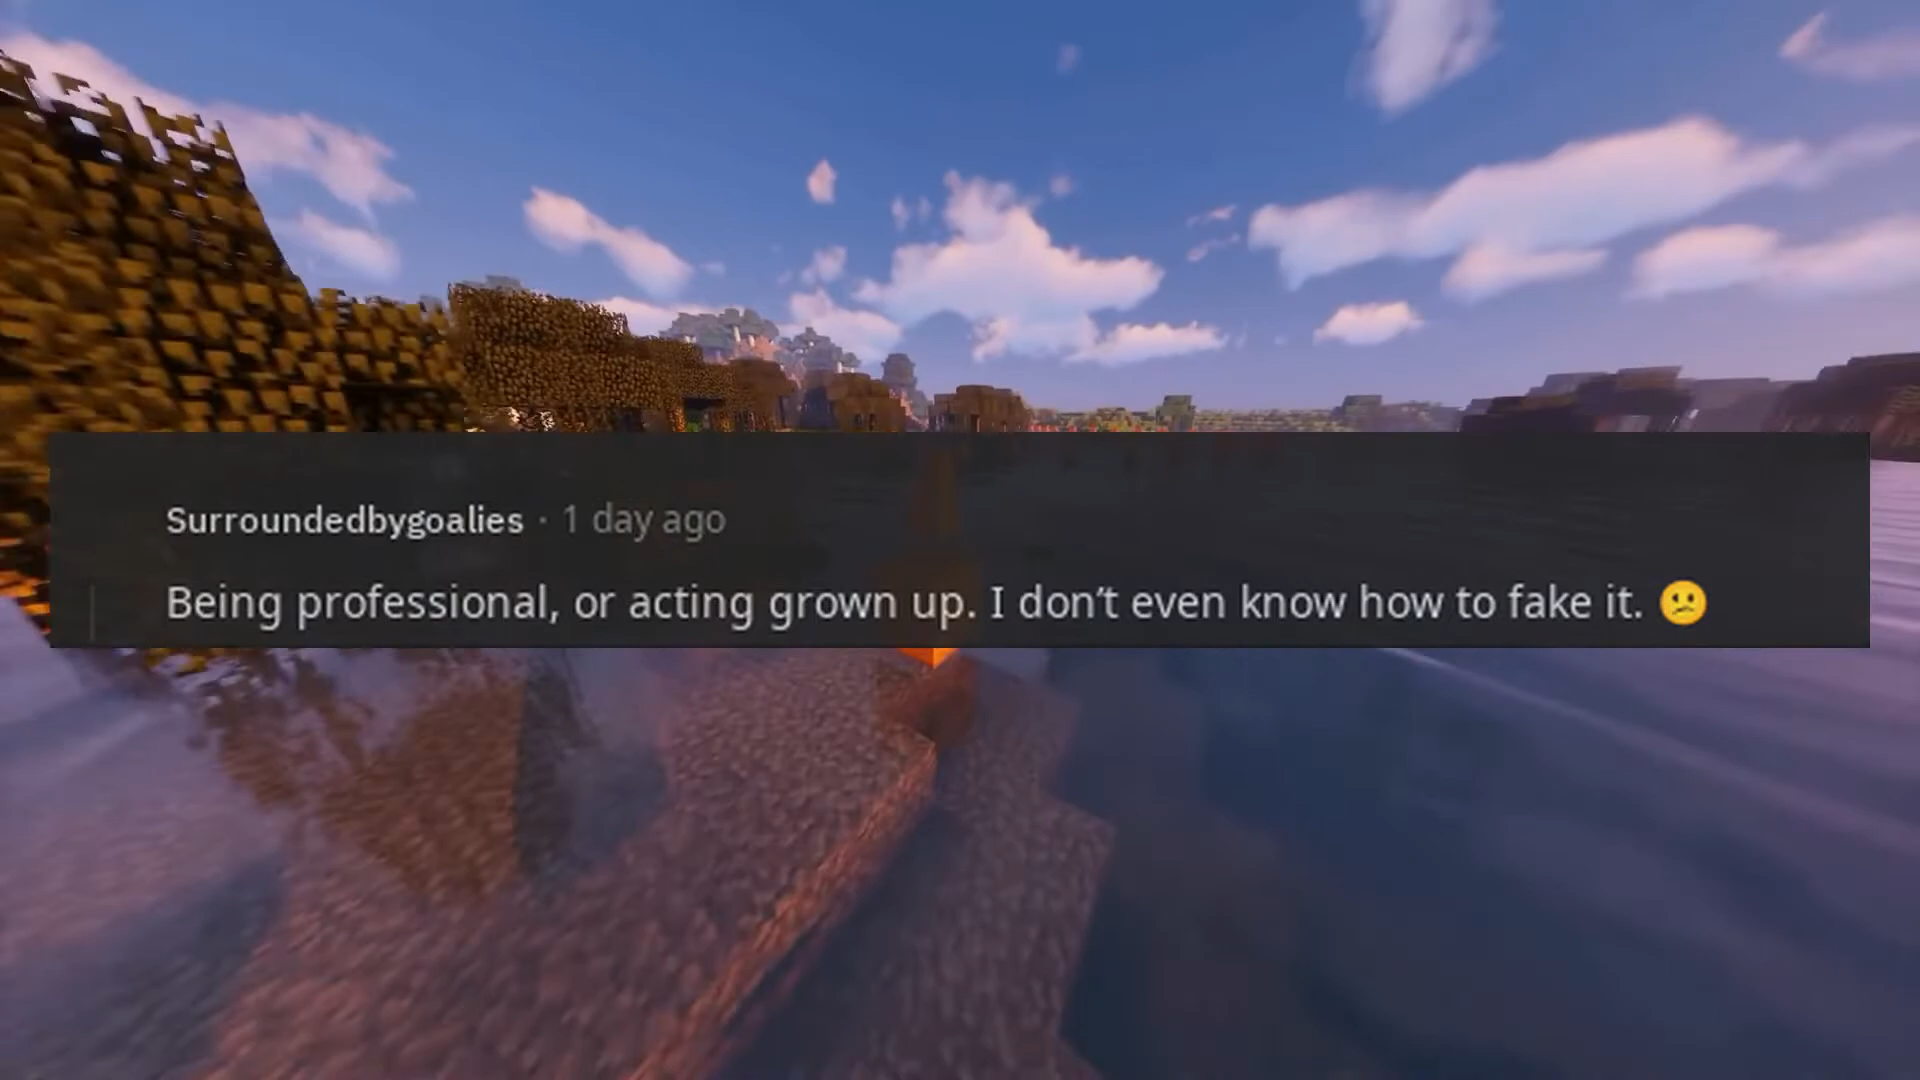 Surroundedbygoalies · 1 day ago
Being professional, or acting grown up. I don’t even know how to fake it. 😕